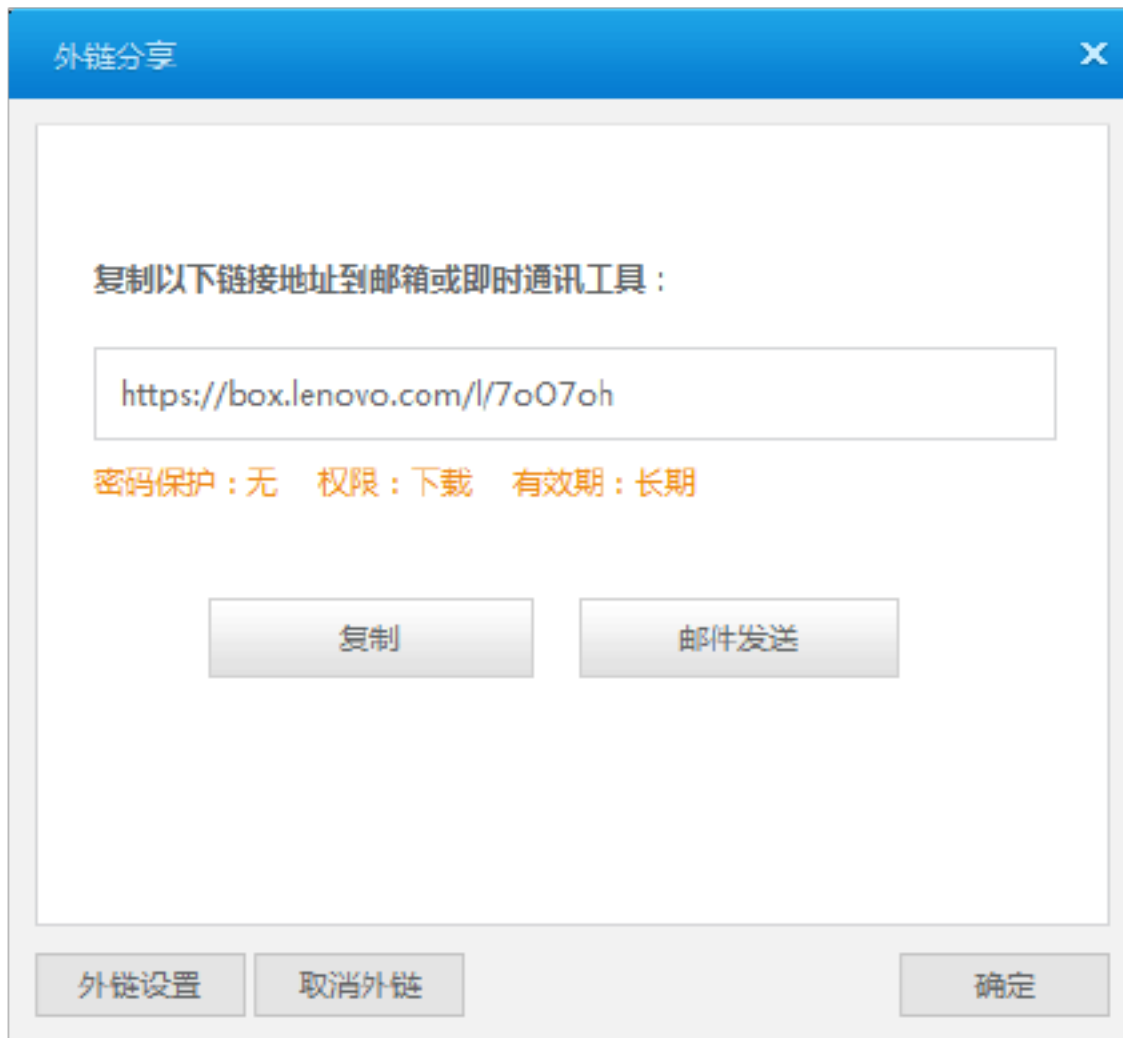 外链分享
复制以下链接地址到邮箱或即时通讯工具：
https://box.lenovo.com/l/7oO7oh
密码保护：无 权限：下载 有效期：长期
复制 邮件发送
外链设置 取消外链 确定